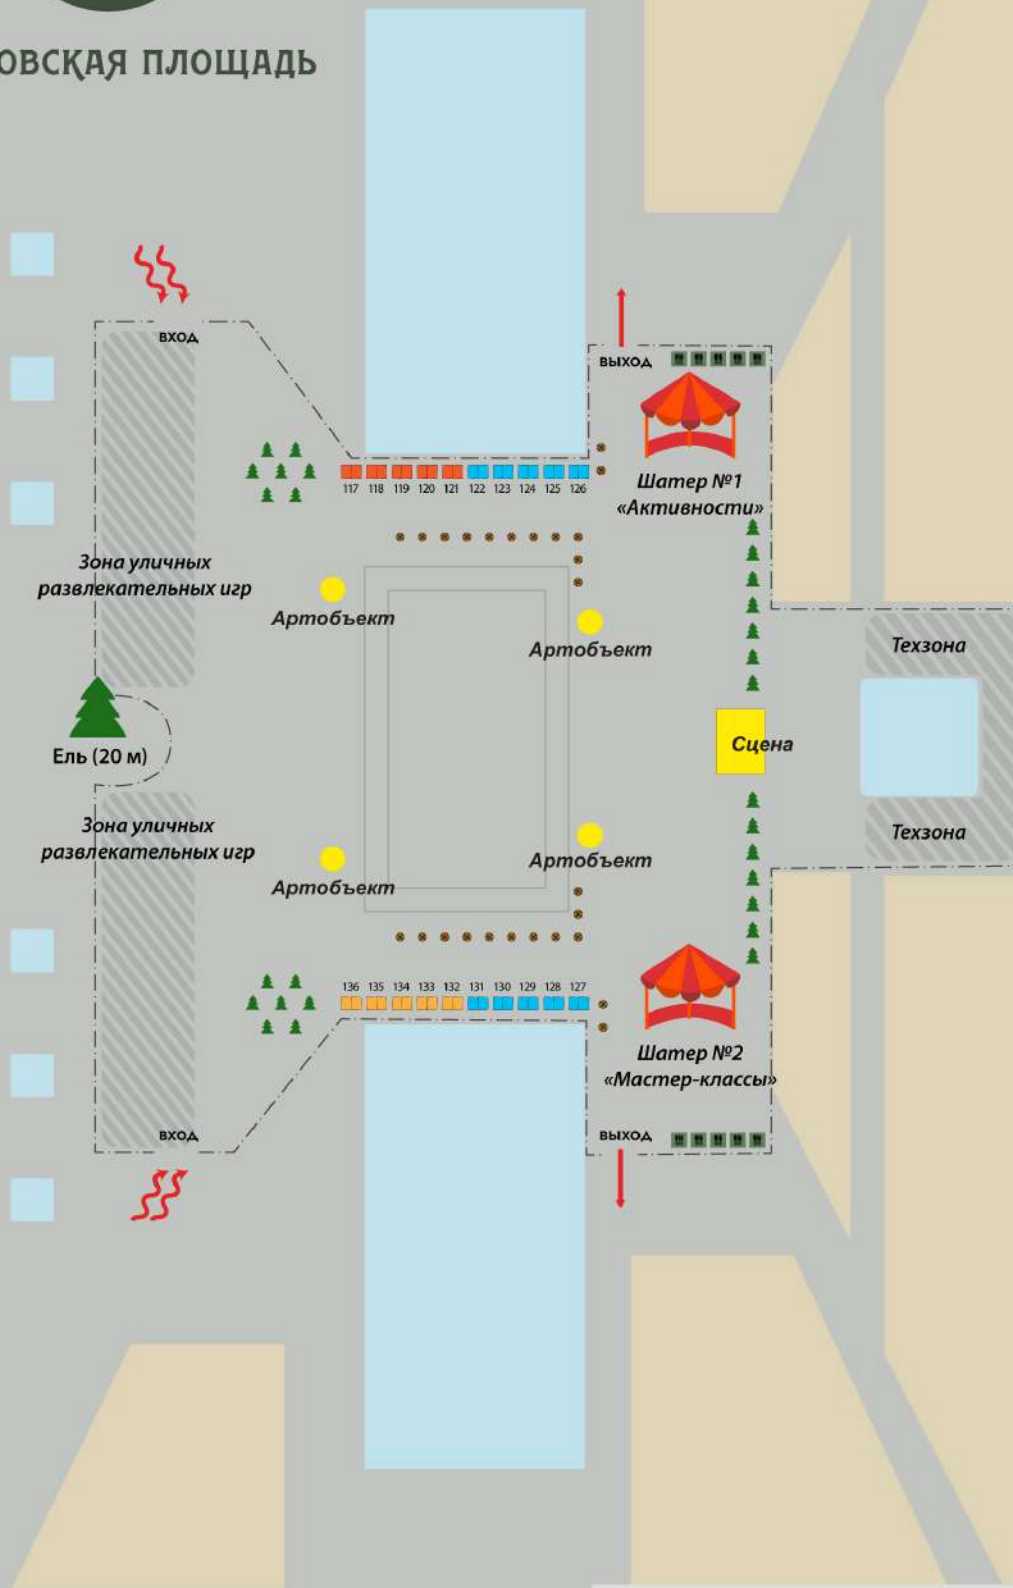 ОВСКАЯ ПЛОЩАДЬ
ВХОД
ВЫХОД
117 118 119 120 121 122 123 124 125 126
Шатер №1
«Активности»
Зона уличных
развлекательных игр
Артобъект
Артобъект
Техзона
Ель (20 м)
Сцена
Зона уличных
развлекательных игр
Артобъект
Артобъект
Техзона
136 135 134 133 132 131 130 129 128 127
Шатер №2
«Мастер-классы»
ВХОД
ВЫХОД